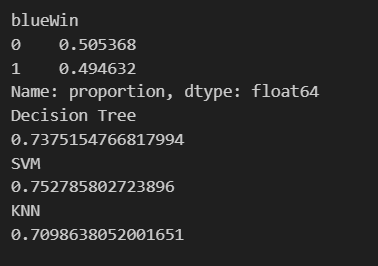 blueWin
0    0.505368
1    0.494632
Name: proportion, dtype: float64
Decision Tree
0.7375154766817994
SVM
0.752785802723896
KNN
0.7098638052001651